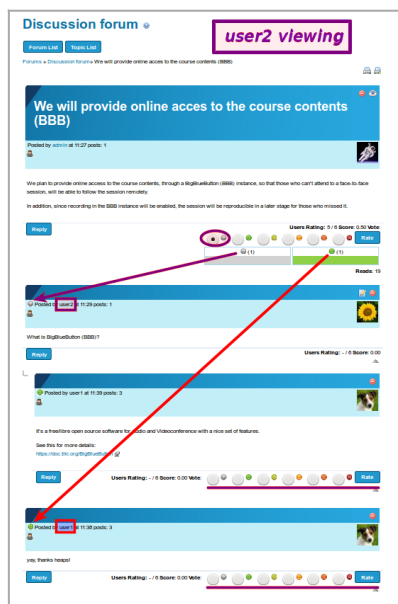 Discussion forum
user2 viewing
Forum List Topic List
Forums » Discussion forum» We will provide online acces to the course contents (BBB)
We will provide online acces to the course contents
(BBB)
Posted by admin at 11:27 posts: 1
We plan to provide online access to the course contents, through a BigBlueButton (BBB) instance, so that those who can't attend to a face-to-face
session, will be able to follow the session remotely.
In addition, since recording in the BBB instance will be enabled, the session will be reproducible in a later stage for those who missed it.
Reply
Users Rating: 5 / 6 Score: 0.50 Vote:
Rate
(1) (1)
Reads: 19
Posted by user2 at 11:29 posts: 1
What is BigBlueButton (BBB)?
Reply Users Rating: - / 6 Score: 0.00
Posted by user1 at 11:39 posts: 3
It's a free/libre open source software for audio and Videoconference with a nice set of features.
See this for more details:
https://doc.tiki.org/BigBlueButton
Reply Users Rating: - / 6 Score: 0.00 Vote: Rate
Posted by user1 at 11:38 posts: 3
yay, thanks heaps!
Reply Users Rating: - / 6 Score: 0.00 Vote: Rate